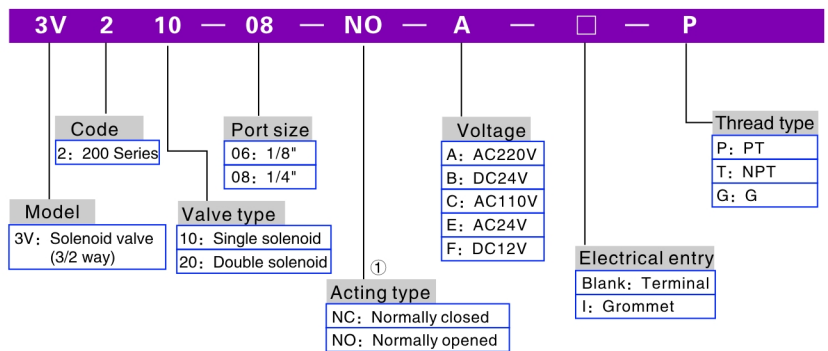 3V 2 10 — 08 — NO — A — □ — P
Code
2: 200 Series
Port size
06: 1/8"
08: 1/4"
Voltage
A: AC220V
B: DC24V
C: AC110V
E: AC24V
F: DC12V
Thread type
P: PT
T: NPT
G: G
Model
3V: Solenoid valve
(3/2 way)
Valve type
10: Single solenoid
20: Double solenoid
①
Acting type
NC: Normally closed
NO: Normally opened
Electrical entry
Blank: Terminal
I: Grommet